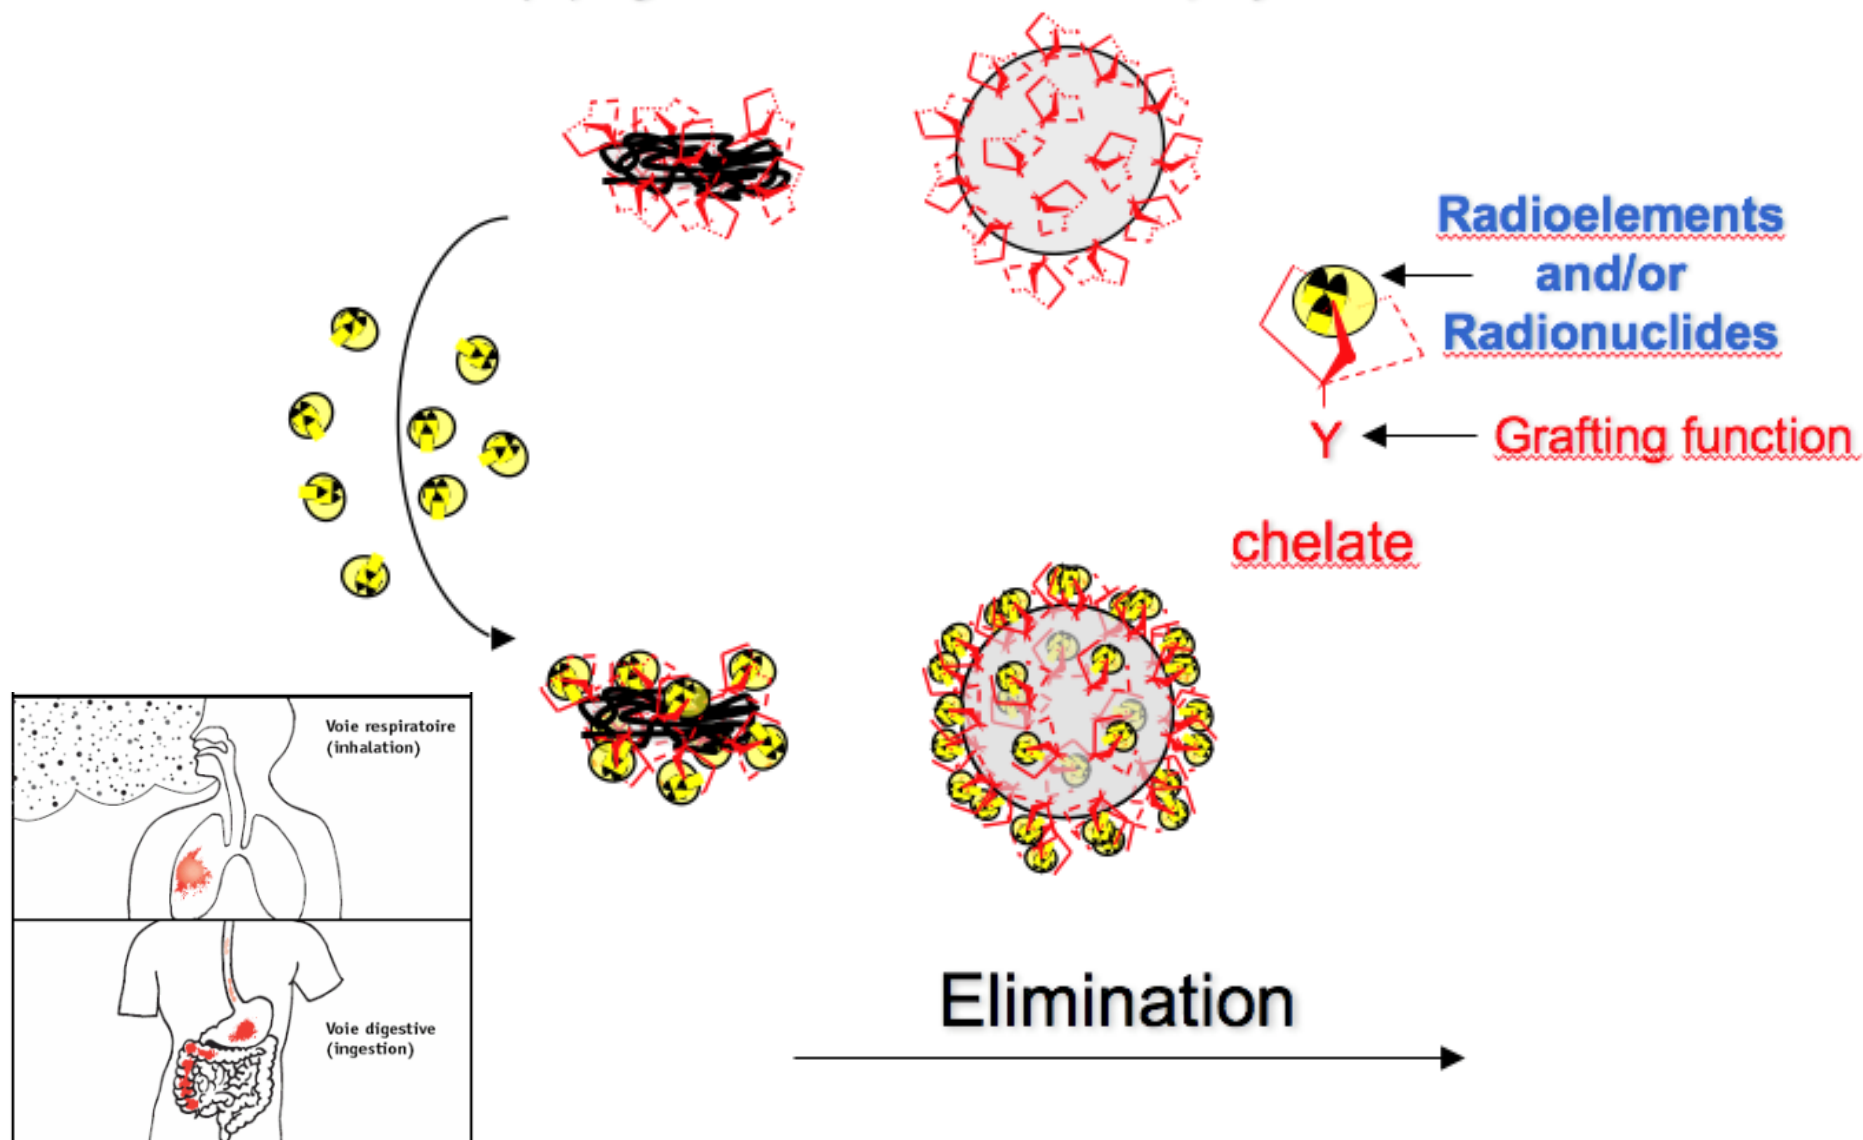 Radioelements
and/or
Radionuclides
Y
Grafting function
chelate
Voie respiratoire
(inhalation)
Voie digestive
(ingestion)
Elimination